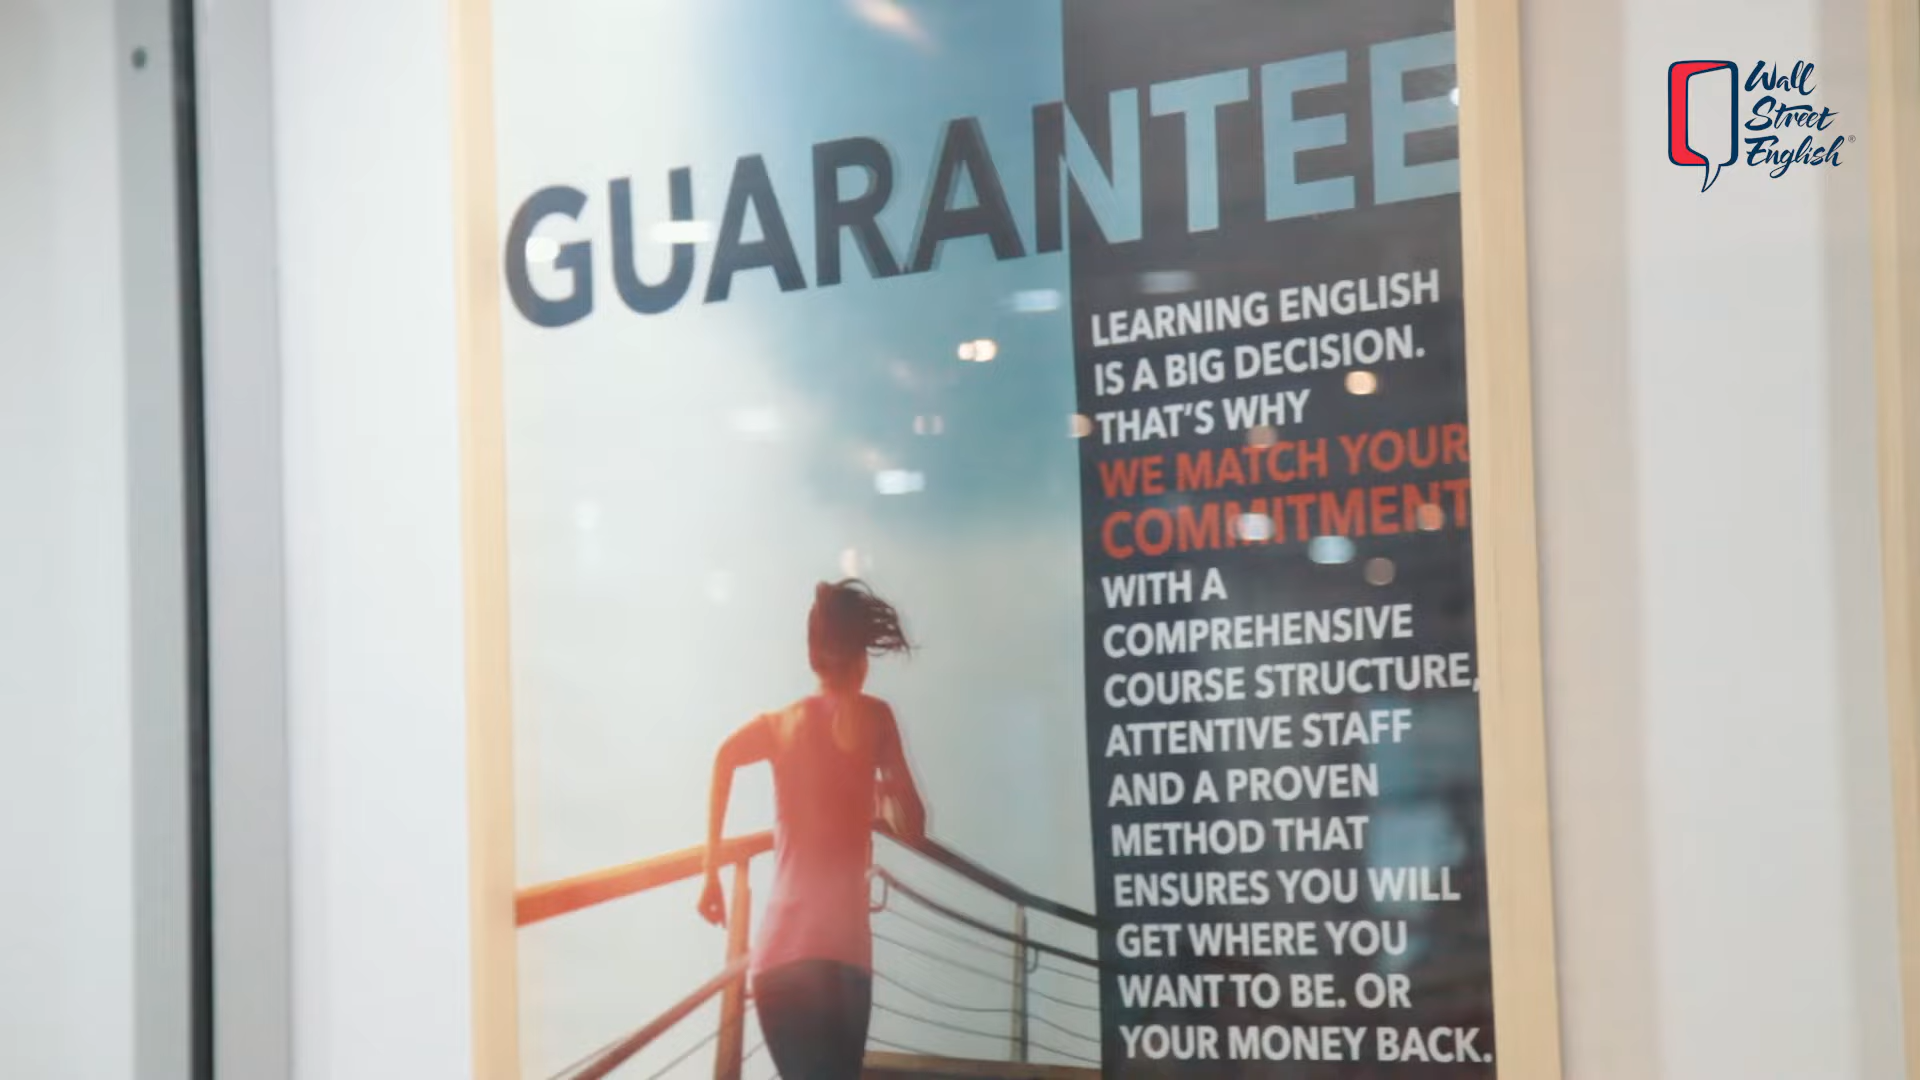 GUARANTEE
LEARNING ENGLISH
IS A BIG DECISION.
THAT'S WHY
WE MATCH YOUR
COMMITMENT
WITH A
COMPREHENSIVE
COURSE STRUCTURE,
ATTENTIVE STAFF
AND A PROVEN
METHOD THAT
ENSURES YOU WILL
GET WHERE YOU
WANT TO BE. OR
YOUR MONEY BACK.
Wall
Street
English®